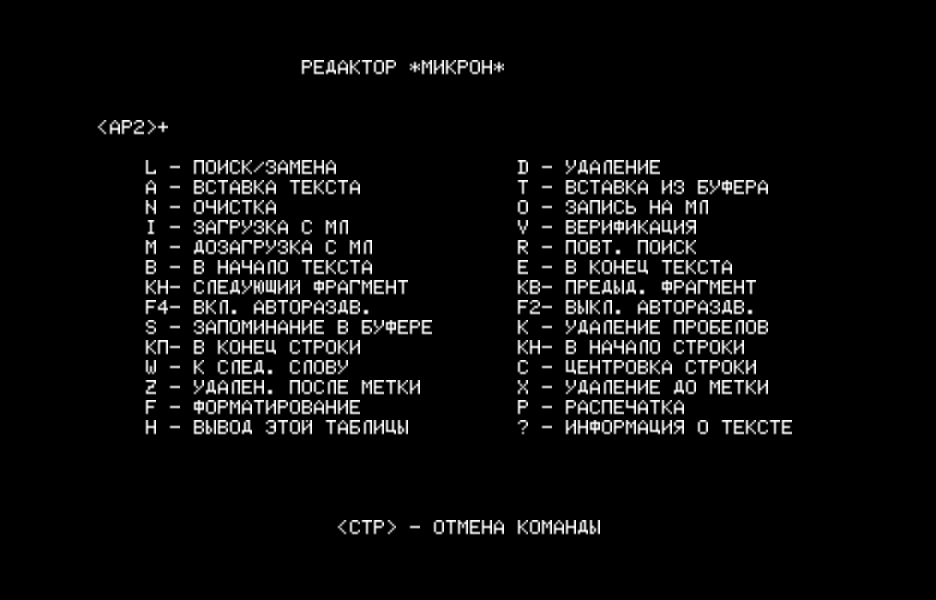 РЕДАКТОР *МИКРОН*
<АР2>+
L - ПОИСК/ЗАМЕНА D - УДАЛЕНИЕ
A - ВСТАВКА ТЕКСТА T - ВСТАВКА ИЗ БУФЕРА
N - ОЧИСТКА O - ЗАПИСЬ НА МЛ
I - ЗАГРУЗКА С МЛ V - ВЕРИФИКАЦИЯ
M - ДОЗАГРУЗКА С МЛ R - ПОВТ. ПОИСК
B - В НАЧАЛО ТЕКСТА E - В КОНЕЦ ТЕКСТА
КН- СЛЕДУЮЩИЙ ФРАГМЕНТ КВ- ПРЕДЫД. ФРАГМЕНТ
F4- ВКЛ. АВТОРАЗДВ. F2- ВЫКЛ. АВТОРАЗДВ.
S - ЗАПОМИНАНИЕ В БУФЕРЕ K - УДАЛЕНИЕ ПРОБЕЛОВ
КП- В КОНЕЦ СТРОКИ КН- В НАЧАЛО СТРОКИ
W - К СЛЕД. СЛОВУ C - ЦЕНТРОВКА СТРОКИ
Z - УДАЛЕН. ПОСЛЕ МЕТКИ X - УДАЛЕНИЕ ДО МЕТКИ
F - ФОРМАТИРОВАНИЕ P - РАСПЕЧАТКА
H - ВЫВОД ЭТОЙ ТАБЛИЦЫ ? - ИНФОРМАЦИЯ О ТЕКСТЕ
<СТР> - ОТМЕНА КОМАНДЫ